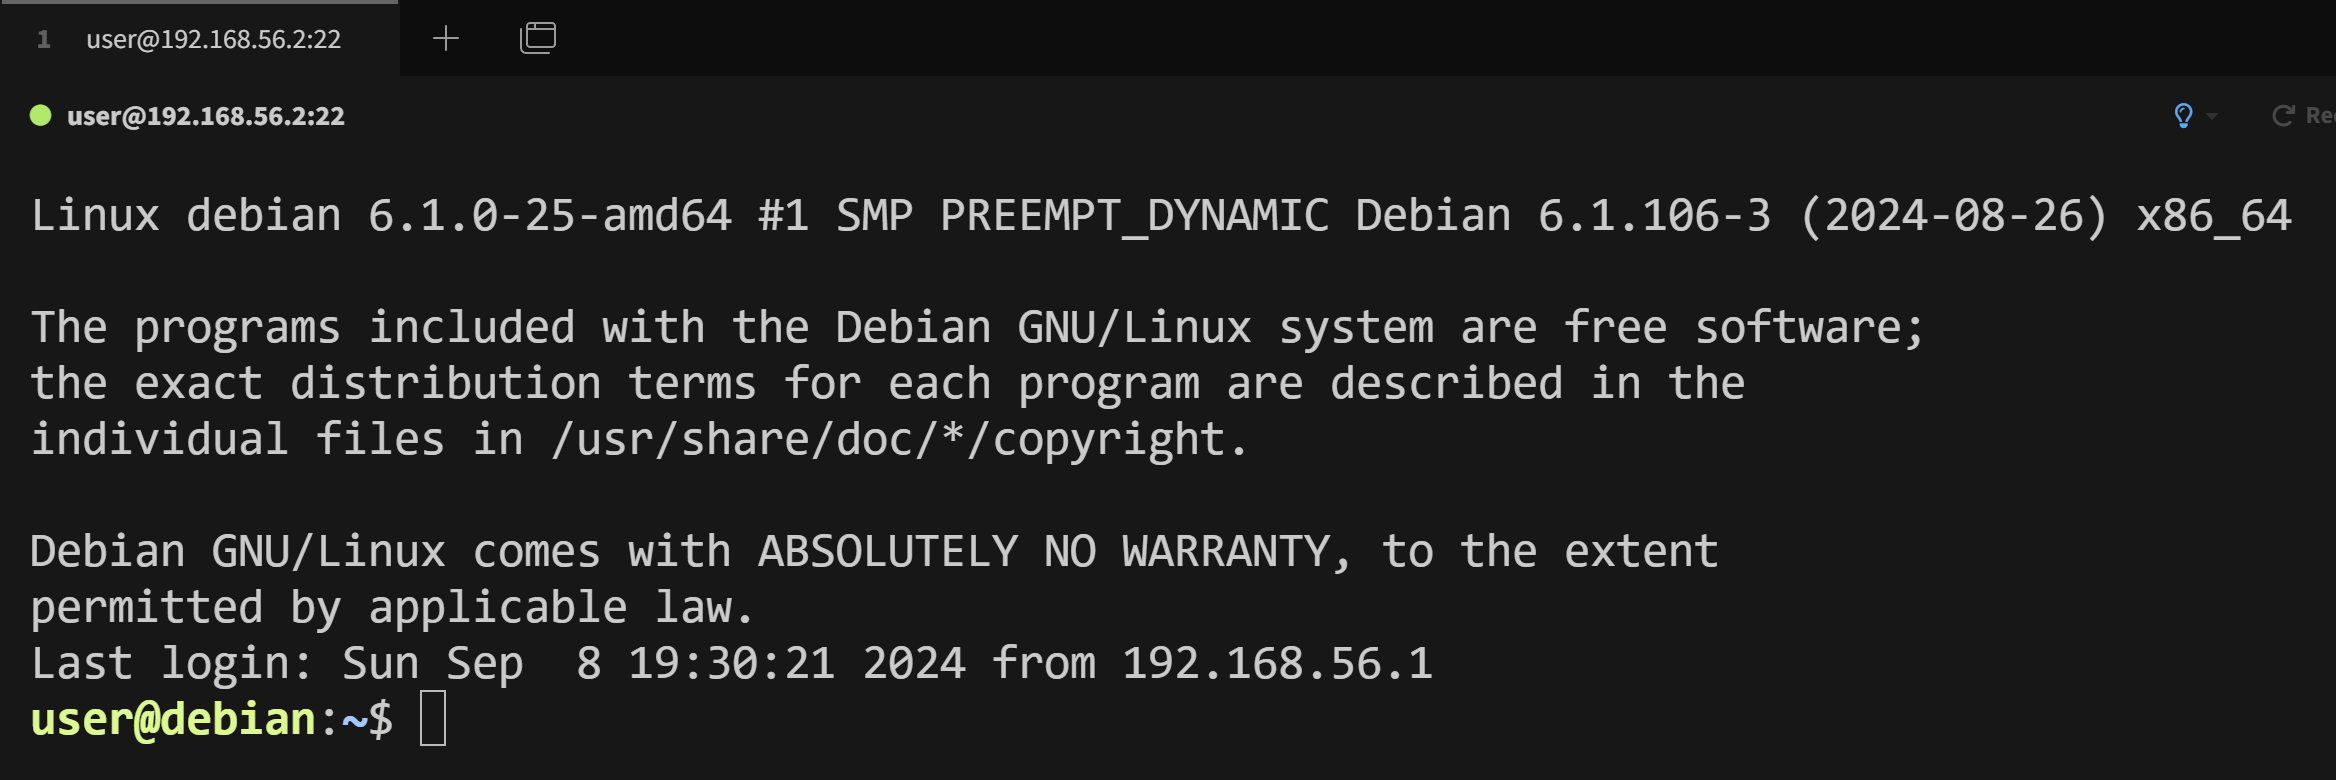 1 user@192.168.56.2:22
user@192.168.56.2:22
Linux debian 6.1.0-25-amd64 #1 SMP PREEMPT_DYNAMIC Debian 6.1.106-3 (2024-08-26) x86_64
The programs included with the Debian GNU/Linux system are free software;
the exact distribution terms for each program are described in the
individual files in /usr/share/doc/*/copyright.
Debian GNU/Linux comes with ABSOLUTELY NO WARRANTY, to the extent
permitted by applicable law.
Last login: Sun Sep  8 19:30:21 2024 from 192.168.56.1
user@debian:~$